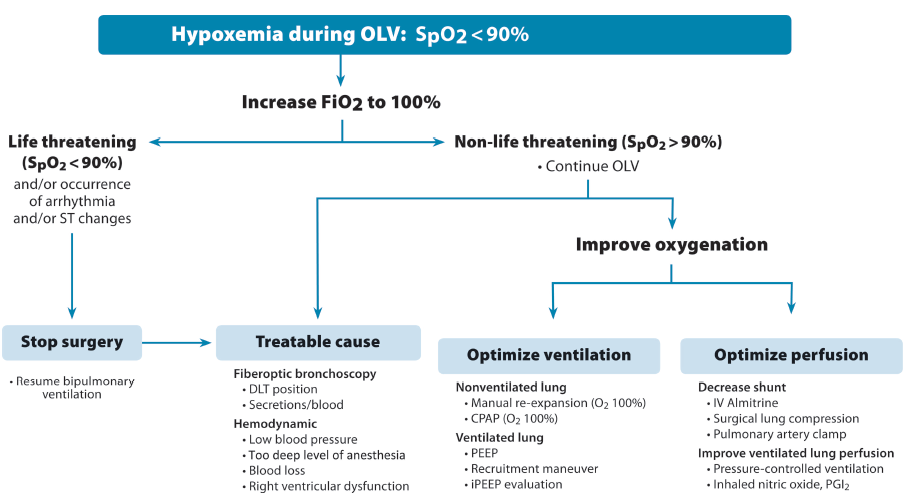 Hypoxemia during OLV: SpO2 < 90%
Increase FiO2 to 100%
Life threatening
(SpO2 < 90%)
and/or occurrence
of arrhythmia
and/or ST changes
Non-life threatening (SpO2 > 90%)
• Continue OLV
Improve oxygenation
Stop surgery
• Resume bipulmonary
ventilation
Treatable cause
Fiberoptic bronchoscopy
• DLT position
• Secretions/blood
Hemodynamic
• Low blood pressure
• Too deep level of anesthesia
• Blood loss
• Right ventricular dysfunction
Optimize ventilation
Nonventilated lung
• Manual re-expansion (O₂ 100%)
• CPAP (O₂ 100%)
Ventilated lung
• PEEP
• Recruitment maneuver
• iPEEP evaluation
Optimize perfusion
Decrease shunt
• IV Almitrine
• Surgical lung compression
• Pulmonary artery clamp
Improve ventilated lung perfusion
• Pressure-controlled ventilation
• Inhaled nitric oxide, PGI₂